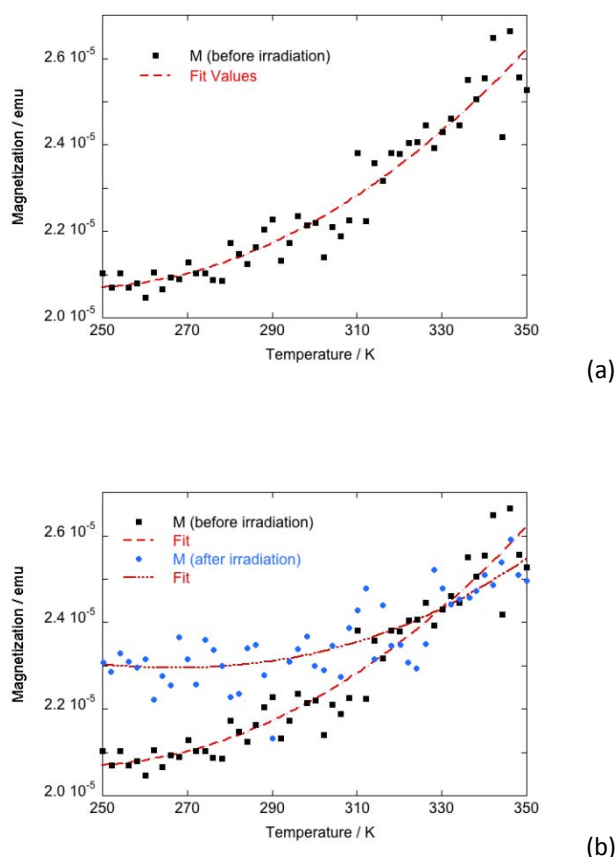 2.6 10⁻⁵
2.4 10⁻⁵
2.2 10⁻⁵
2.0 10⁻⁵
Magnetization / emu
M (before irradiation)
Fit Values
250 270 290 310 330 350
Temperature / K
(a)
2.6 10⁻⁵
2.4 10⁻⁵
2.2 10⁻⁵
2.0 10⁻⁵
Magnetization / emu
M (before irradiation)
Fit
M (after irradiation)
Fit
250 270 290 310 330 350
Temperature / K
(b)